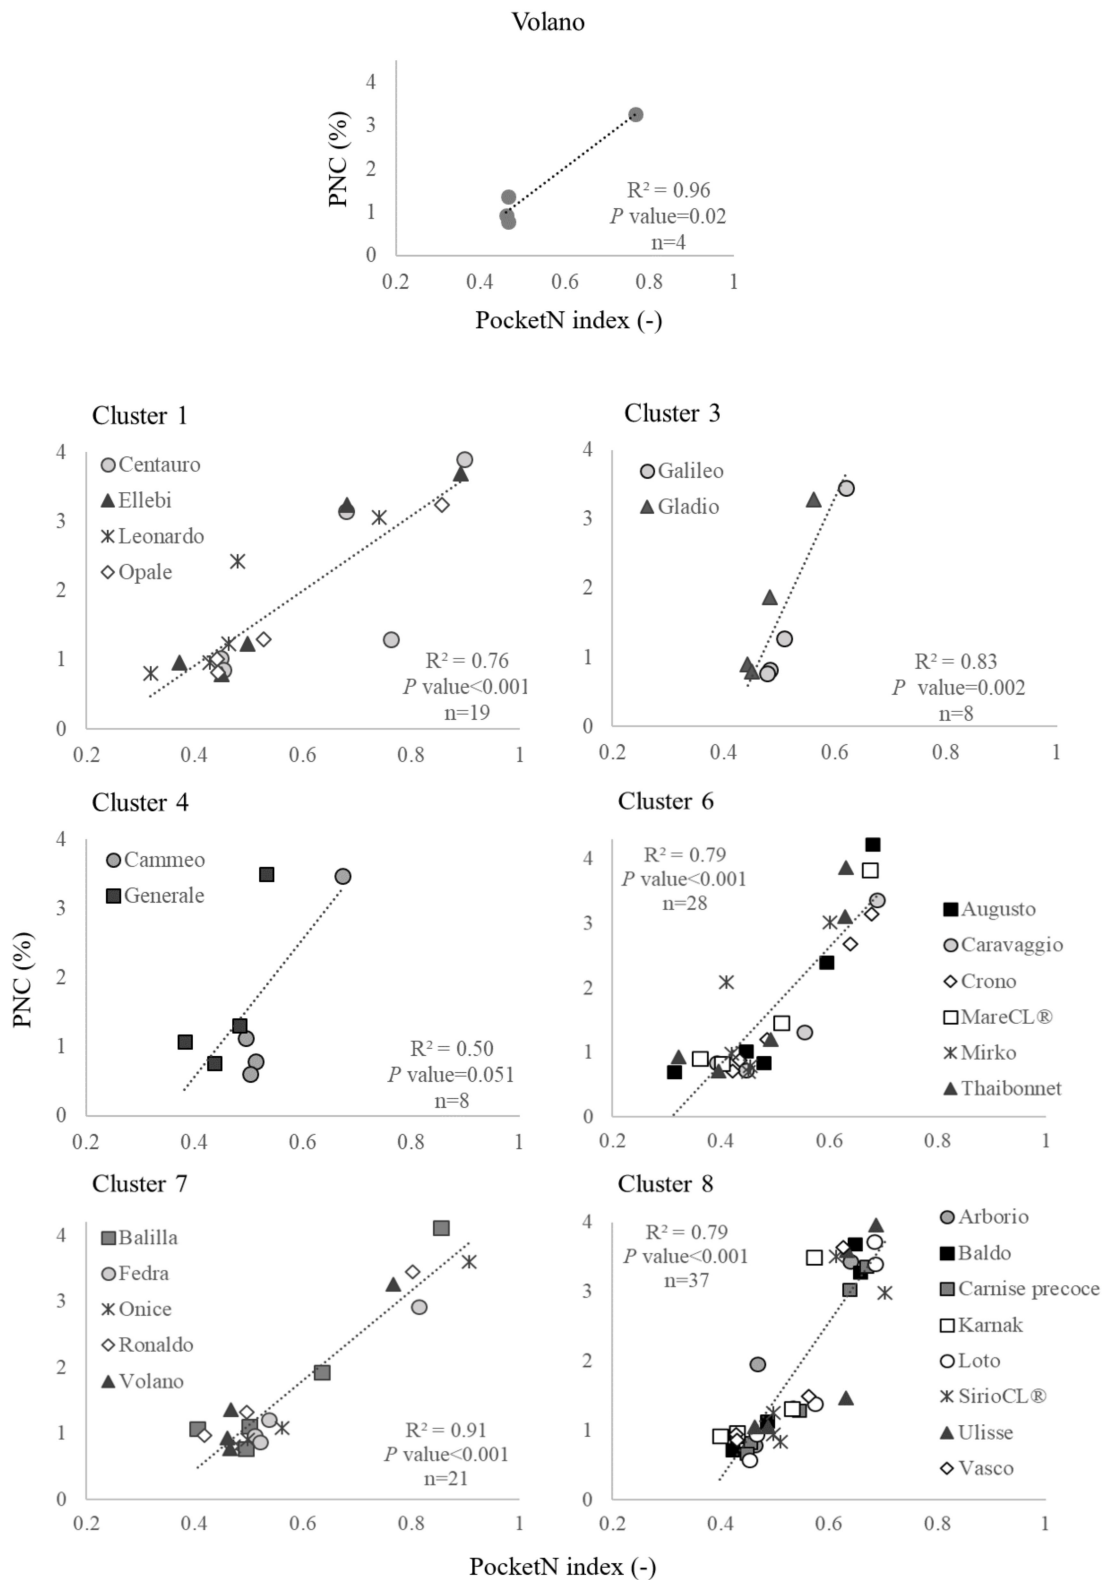 Volano
4
3
2
1
0
PNC (%)
R² = 0.96
P value=0.02
n=4
0.2 0.4 0.6 0.8 1
PocketN index (-)
Cluster 1
4
3
2
1
0
Centauro
Ellebi
Leonardo
Opale
R² = 0.76
P value<0.001
n=19
0.2 0.4 0.6 0.8 1
Cluster 3
4
3
2
1
0
Galileo
Gladio
R² = 0.83
P value=0.002
n=8
0.2 0.4 0.6 0.8 1
PNC (%)
Cluster 4
4
3
2
1
0
Cammeo
Generale
R² = 0.50
P value=0.051
n=8
0.2 0.4 0.6 0.8 1
Cluster 6
4
3
2
1
0
R² = 0.79
P value<0.001
n=28
Augusto
Caravaggio
Crono
MareCL®
Mirko
Thaibonnet
0.2 0.4 0.6 0.8 1
Cluster 7
4
3
2
1
0
Balilla
Fedra
Onice
Ronaldo
Volano
R² = 0.91
P value<0.001
n=21
0.2 0.4 0.6 0.8 1
Cluster 8
4
3
2
1
0
R² = 0.79
P value<0.001
n=37
Arborio
Baldo
Carnise precoce
Karnak
Loto
SirioCL®
Ulisse
Vasco
0.2 0.4 0.6 0.8 1
PocketN index (-)